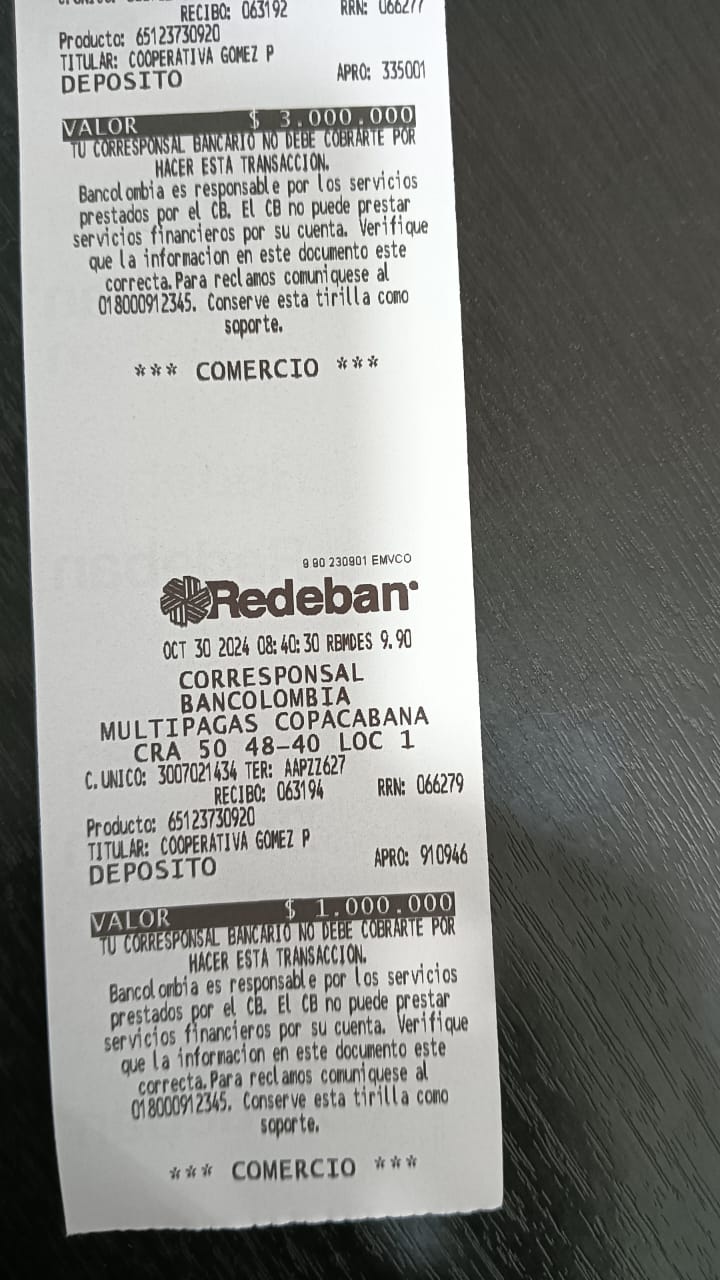 RECIBO: 063192 RRN: 066277
Producto: 65123730920
TITULAR: COOPERATIVA GOMEZ P
DEPOSITO APRO: 335001
VALOR $ 3.000.000
TU CORRESPONSAL BANCARIO NO DEBE COBRARTE POR
HACER ESTA TRANSACCION.
Bancolombia es responsable por los servicios
prestados por el CB. El CB no puede prestar
servicios financieros por su cuenta. Verifique
que la informacion en este documento este
correcta.Para reclamos comuniquese al
018000912345. Conserve esta tirilla como
soporte.
*** COMERCIO ***
9 90 230901 EMVCO
Redeban
OCT 30 2024 08:40:30 RBMDES 9.90
CORRESPONSAL
BANCOLOMBIA
MULTIPAGAS COPACABANA
CRA 50 48-40 LOC 1
C.UNICO: 3007021434 TER: AAPZZ627
RECIBO: 063194 RRN: 066279
Producto: 65123730920
TITULAR: COOPERATIVA GOMEZ P
DEPOSITO APRO: 910946
VALOR $ 1.000.000
TU CORRESPONSAL BANCARIO NO DEBE COBRARTE POR
HACER ESTA TRANSACCION.
Bancolombia es responsable por los servicios
prestados por el CB. El CB no puede prestar
servicios financieros por su cuenta. Verifique
que la informacion en este documento este
correcta.Para reclamos comuniquese al
018000912345. Conserve esta tirilla como
soporte.
*** COMERCIO ***